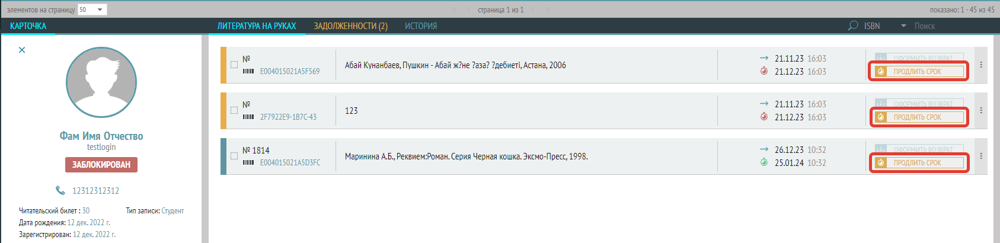 элементов на страницу 50 страница 1 из 1 показано: 1 - 45 из 45
КАРТОЧКА ЛИТЕРАТУРА НА РУКАХ ЗАДОЛЖЕННОСТИ (2) ИСТОРИЯ ISBN Поиск
Фам Имя Отчество
testlogin
ЗАБЛОКИРОВАН
12312312312
Читательский билет : 30 Тип записи: Студент
Дата рождения: 12 дек. 2022 г.
Зарегистрирован: 12 дек. 2022 г.
№
E004015021A5F569
Абай Кунанбаев, Пушкин - Абай ж?не ?аза? ?дебиетi, Астана, 2006
21.11.23 16:03
21.12.23 16:03
ОФОРМИТЬ ВОЗВРАТ
ПРОДЛИТЬ СРОК
№
2F7922E9-1B7C-43
123
21.11.23 16:03
21.12.23 16:03
ОФОРМИТЬ ВОЗВРАТ
ПРОДЛИТЬ СРОК
№ 1814
E004015021A5D3FC
Маринина А.Б., Реквием:Роман. Серия Черная кошка. Эксмо-Пресс, 1998.
26.12.23 10:32
25.01.24 10:32
ОФОРМИТЬ ВОЗВРАТ
ПРОДЛИТЬ СРОК